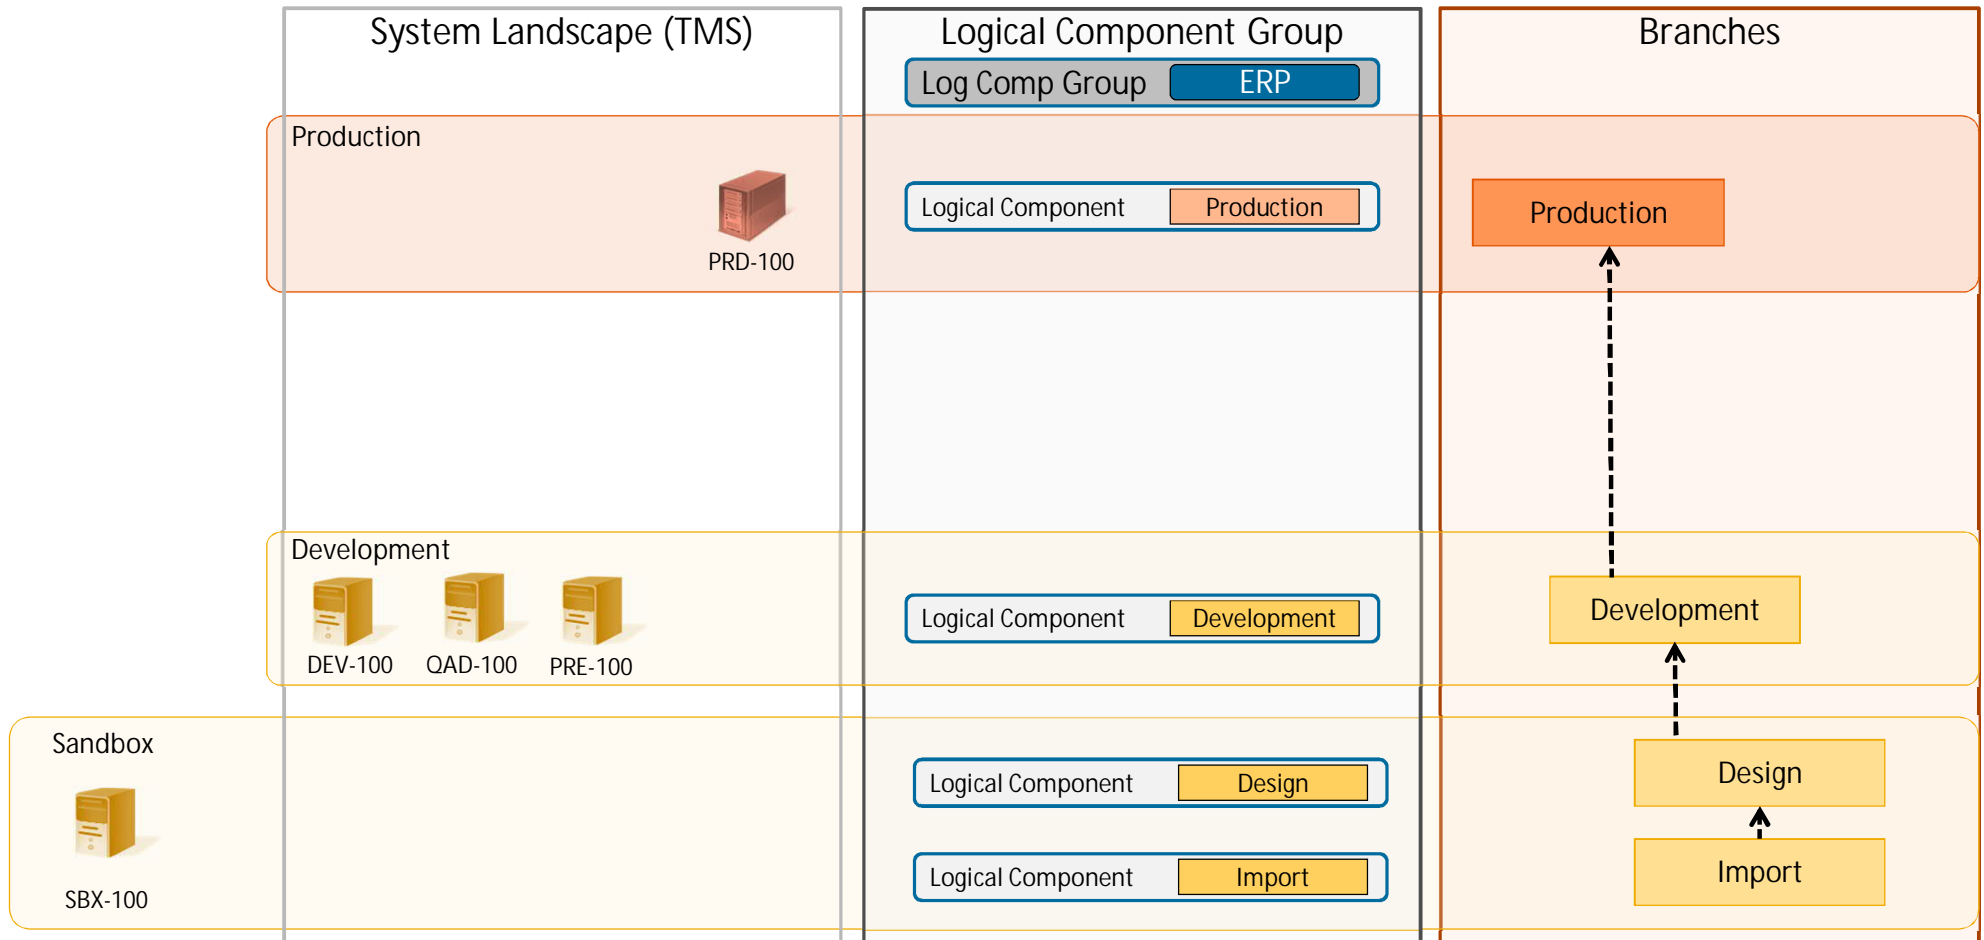 System Landscape (TMS)
Logical Component Group
Branches
Log Comp Group
ERP
Production
PRD-100
Logical Component
Production
Production
Development
DEV-100
QAD-100
PRE-100
Logical Component
Development
Development
Sandbox
SBX-100
Logical Component
Design
Design
Logical Component
Import
Import